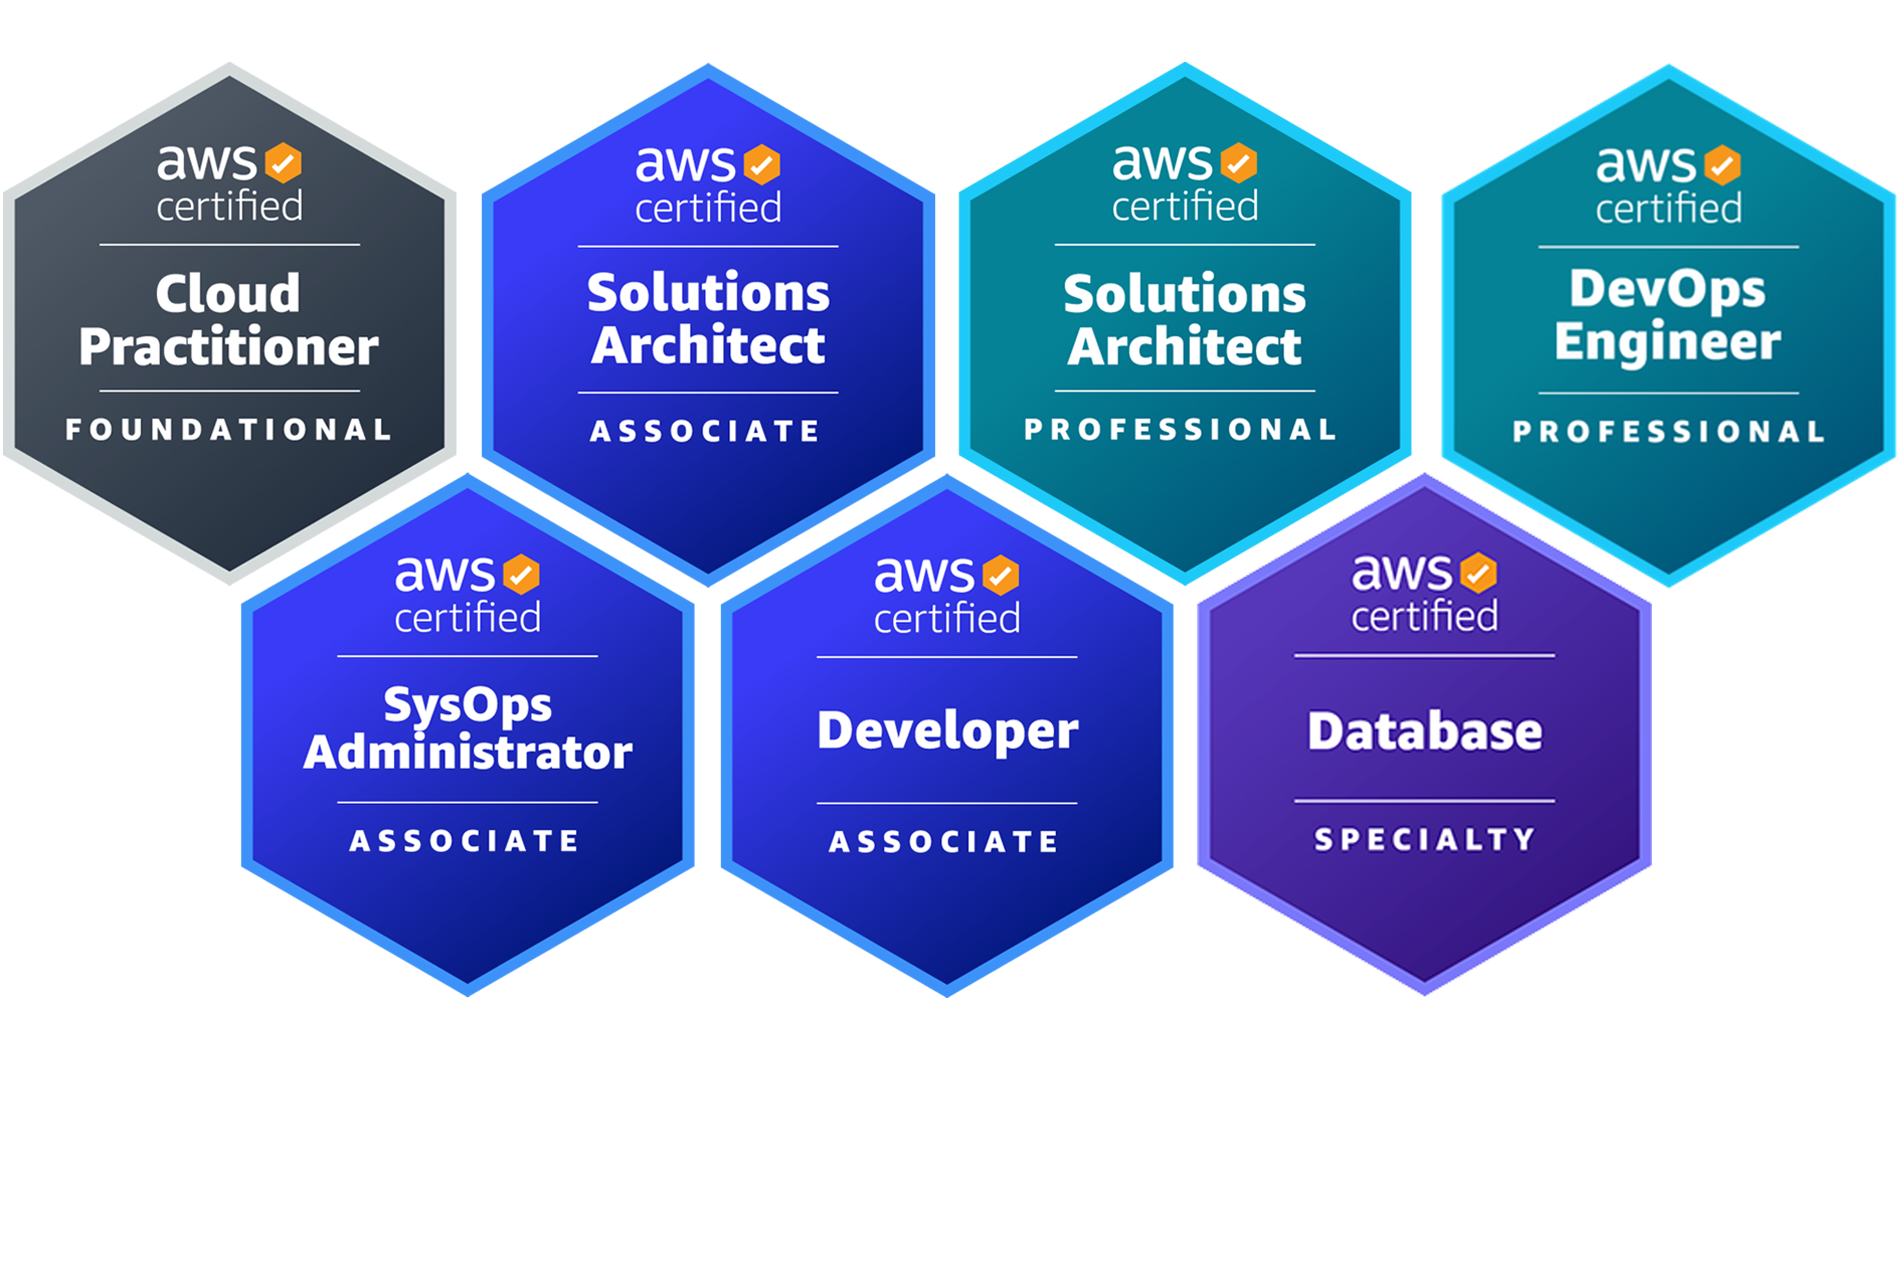 aws
certified
Cloud
Practitioner
FOUNDATIONAL
aws
certified
Solutions
Architect
ASSOCIATE
aws
certified
Solutions
Architect
PROFESSIONAL
aws
certified
DevOps
Engineer
PROFESSIONAL
aws
certified
SysOps
Administrator
ASSOCIATE
aws
certified
Developer
ASSOCIATE
aws
certified
Database
SPECIALTY